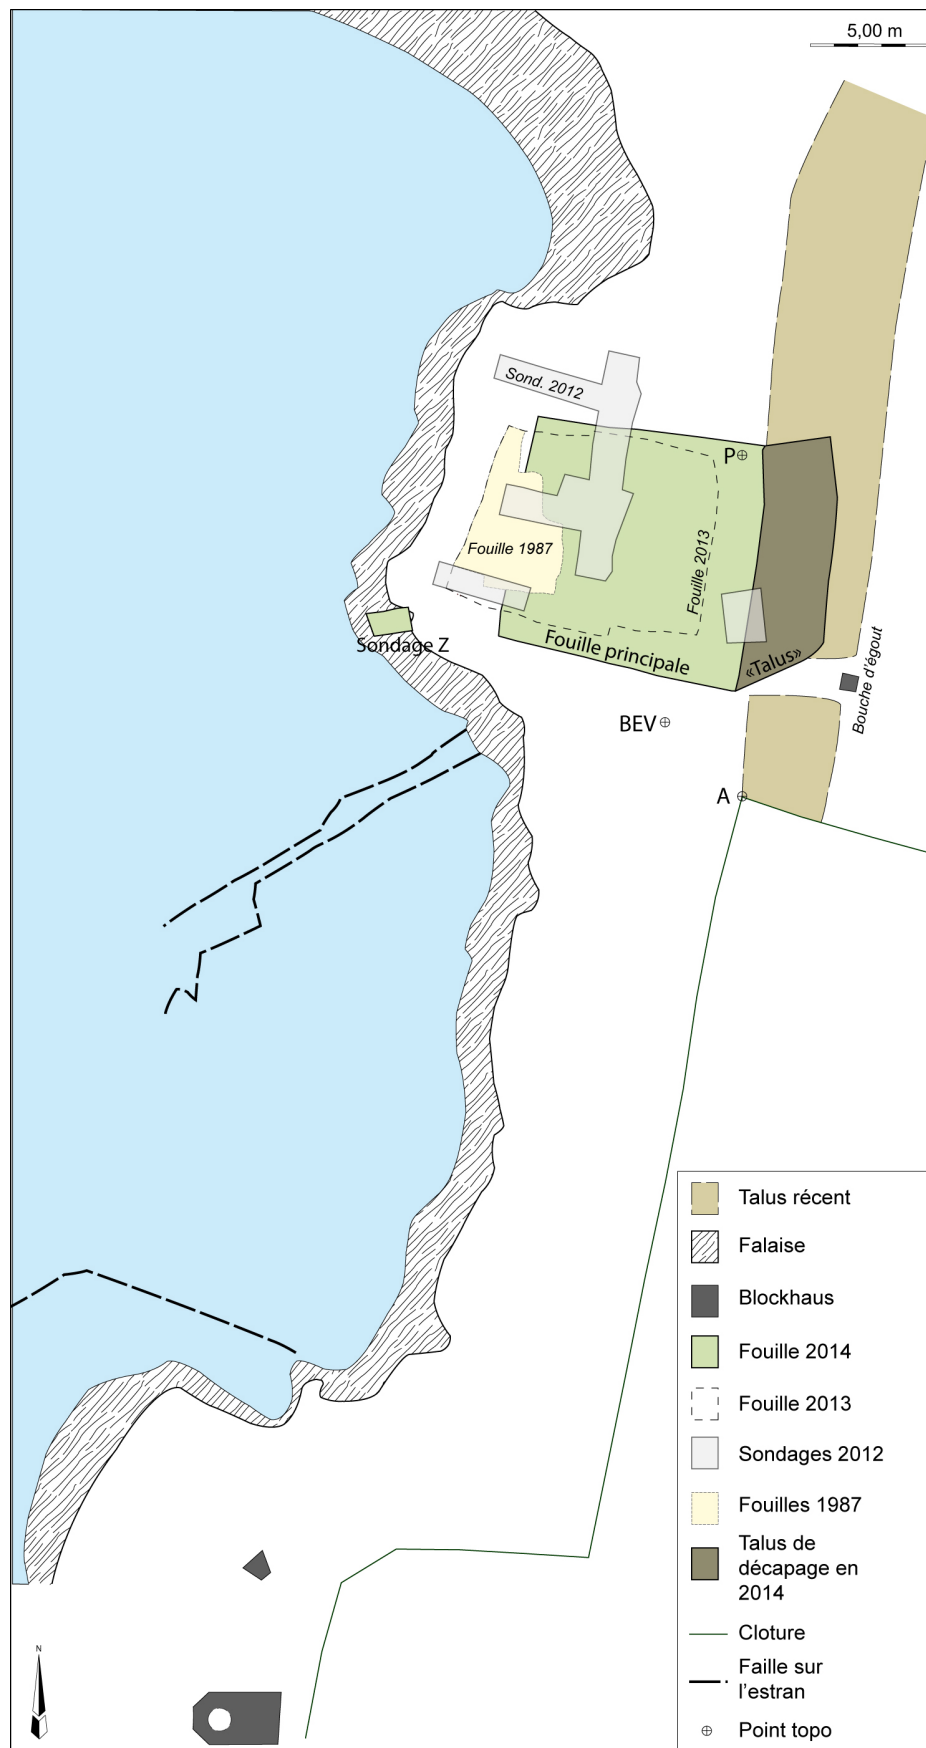 5,00 m
Sond. 2012
P
Fouille 1987
Fouille 2013
Sondage Z
Fouille principale
«Talus»
Bouche d'égout
BEV
A
Talus récent
Falaise
Blockhaus
Fouille 2014
Fouille 2013
Sondages 2012
Fouilles 1987
Talus de
décapage en
2014
Cloture
Faille sur
l'estran
Point topo
N